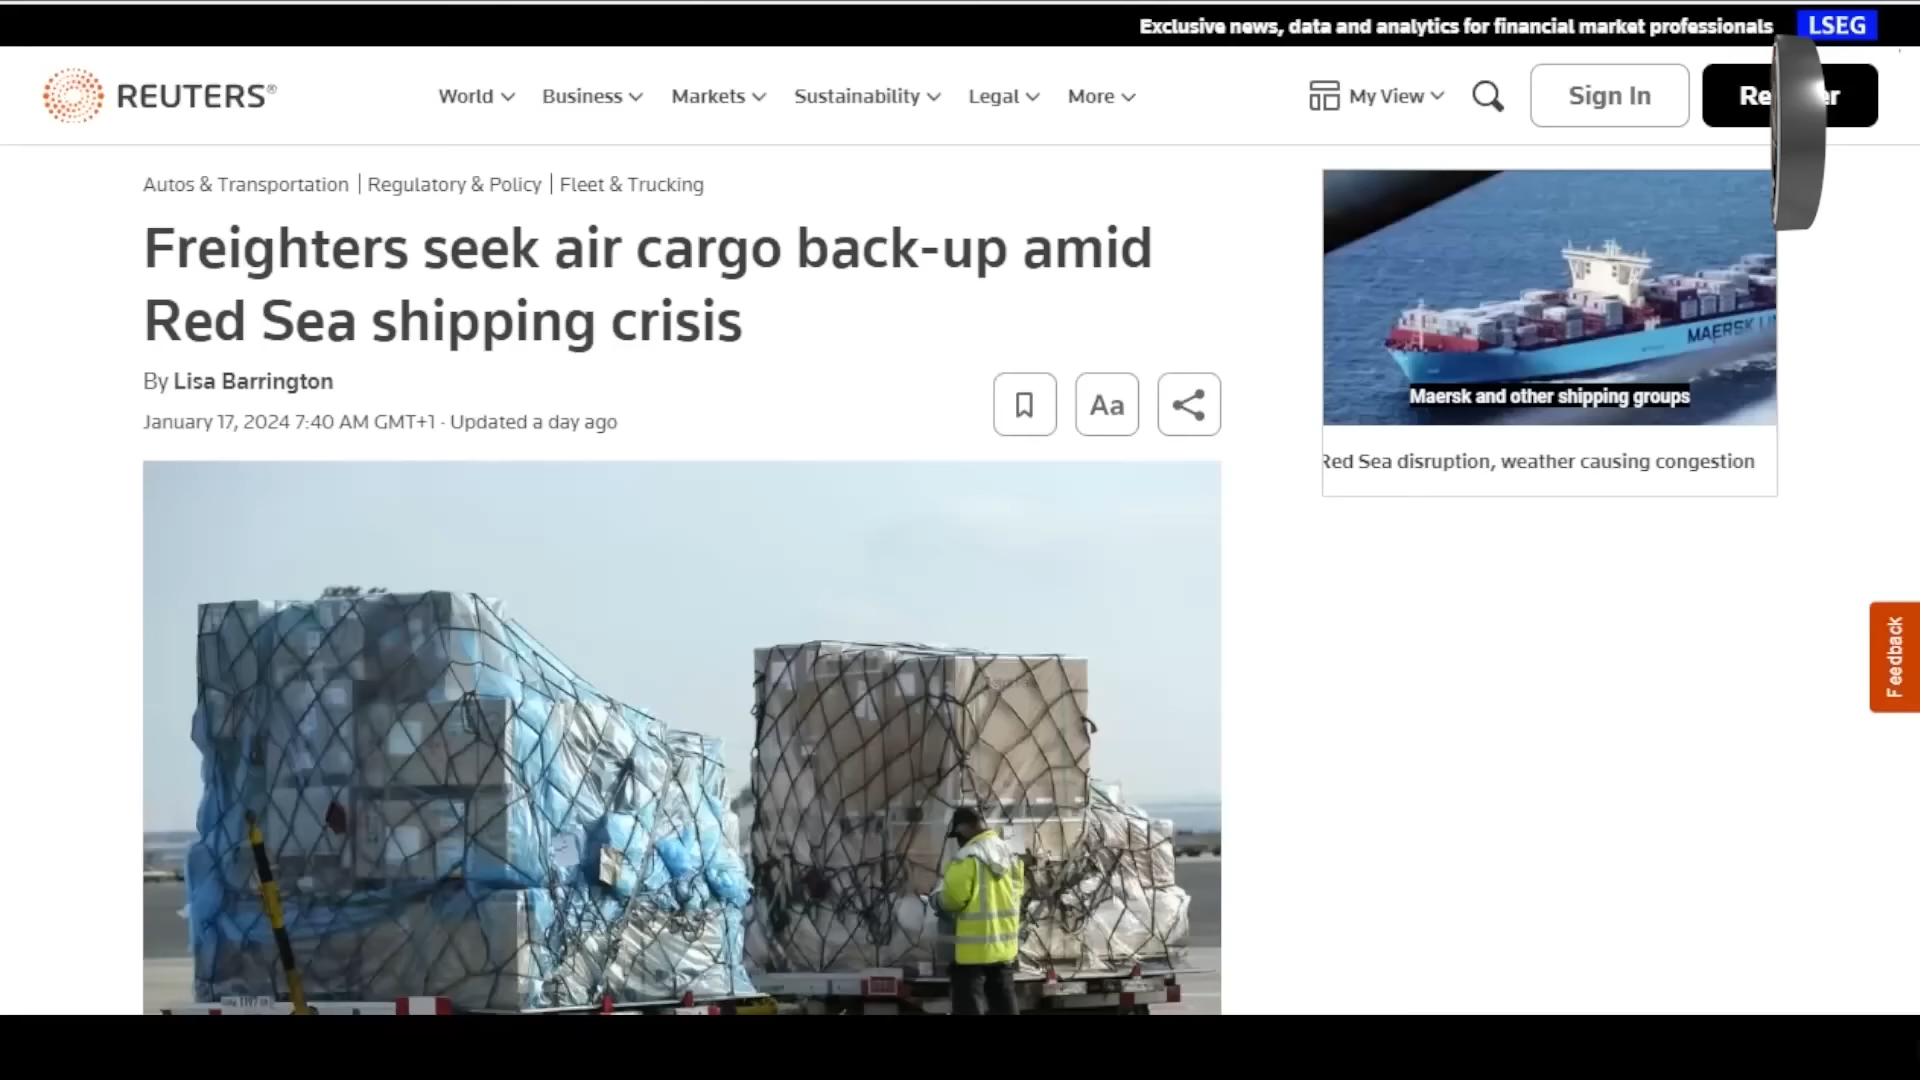 Exclusive news, data and analytics for financial market professionals LSEG
REUTERS®
World Business Markets Sustainability Legal More My View Sign In
Autos & Transportation | Regulatory & Policy | Fleet & Trucking
Freighters seek air cargo back-up amid
Red Sea shipping crisis
By Lisa Barrington
January 17, 2024 7:40 AM GMT+1 · Updated a day ago
Aa
MAERSK
Maersk and other shipping groups
Red Sea disruption, weather causing congestion
Feedback